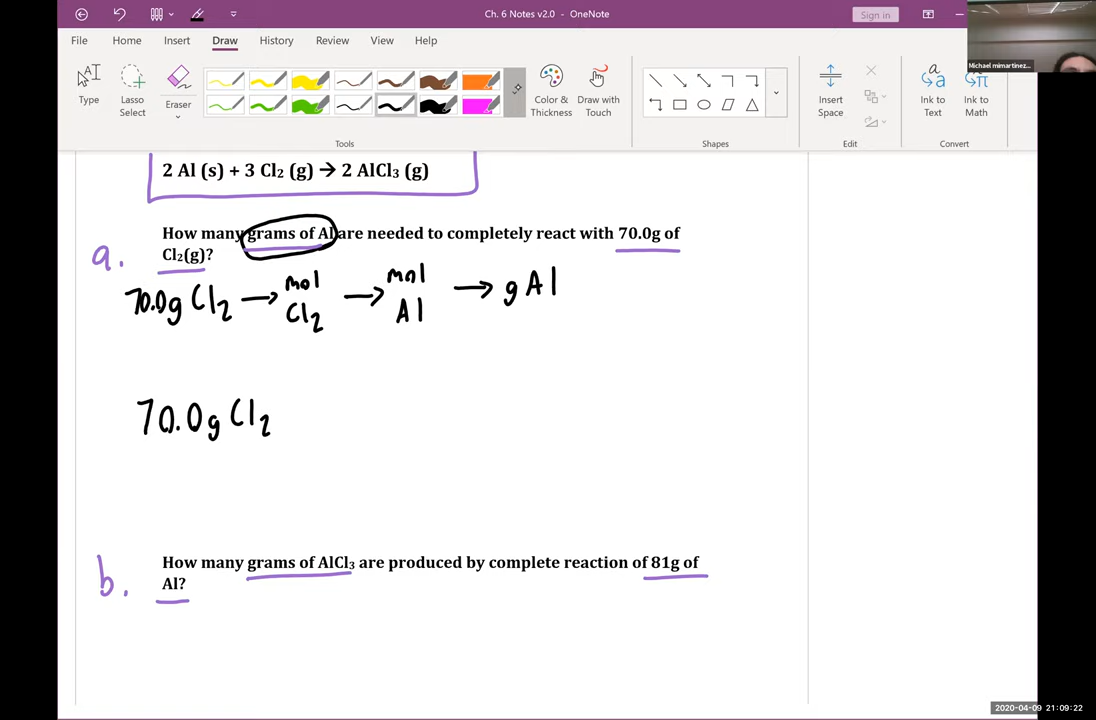 Ch. 6 Notes v2.0 - OneNote
Sign in
File Home Insert Draw History Review View Help
Michael mimartinez...
Type
Lasso Select
Eraser
Color & Thickness
Draw with Touch
Insert Space
Ink to Text
Ink to Math
Tools
Shapes
Edit
Convert
2 Al (s) + 3 Cl₂ (g) → 2 AlCl₃ (g)
a.
How many grams of Al are needed to completely react with 70.0g of
Cl₂(g)?
70.0g Cl₂ → mol Cl₂ → mol Al → g Al
70.0g Cl₂
b.
How many grams of AlCl₃ are produced by complete reaction of 81g of
Al?
2020-04-09 21:09:22